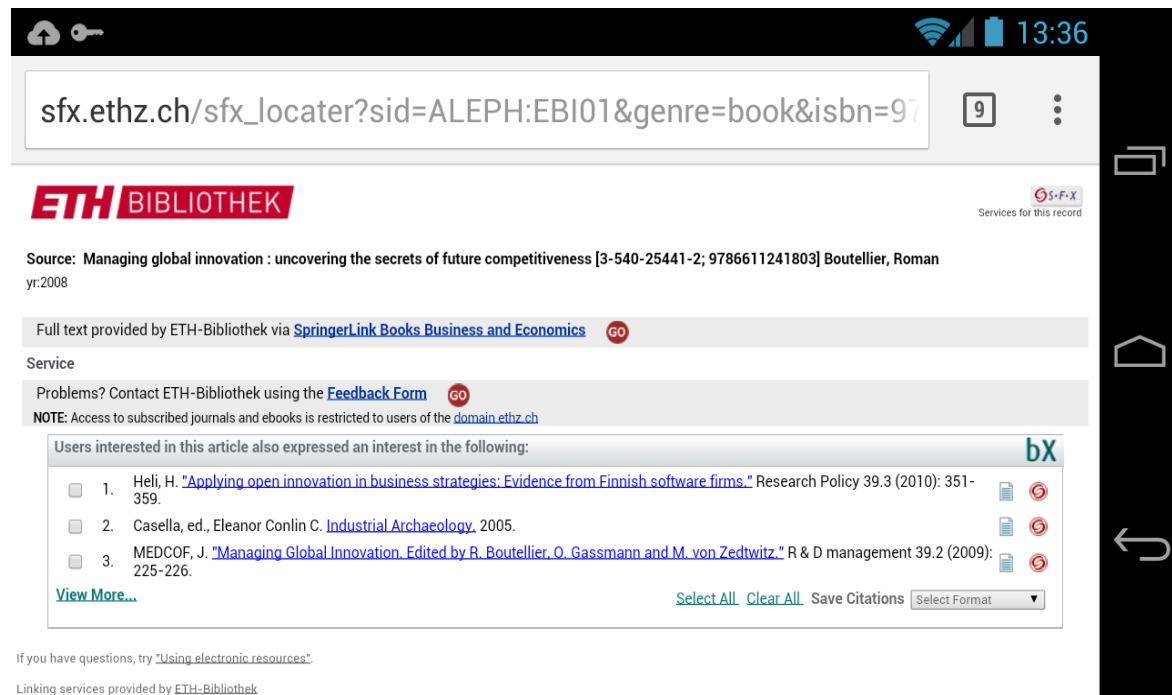 13:36
sfx.ethz.ch/sfx_locater?sid=ALEPH:EBI01&genre=book&isbn=97
9
ETH BIBLIOTHEK
S·F·X
Services for this record
Source: Managing global innovation : uncovering the secrets of future competitiveness [3-540-25441-2; 9786611241803] Boutellier, Roman
yr:2008
Full text provided by ETH-Bibliothek via SpringerLink Books Business and Economics GO
Service
Problems? Contact ETH-Bibliothek using the Feedback Form GO
NOTE: Access to subscribed journals and ebooks is restricted to users of the domain ethz.ch
Users interested in this article also expressed an interest in the following: bX
1. Heli, H. "Applying open innovation in business strategies: Evidence from Finnish software firms." Research Policy 39.3 (2010): 351-
359.
2. Casella, ed., Eleanor Conlin C. Industrial Archaeology. 2005.
3. MEDCOF, J. "Managing Global Innovation. Edited by R. Boutellier, O. Gassmann and M. von Zedtwitz." R & D management 39.2 (2009):
225-226.
View More... Select All Clear All Save Citations Select Format
If you have questions, try "Using electronic resources".
Linking services provided by ETH-Bibliothek